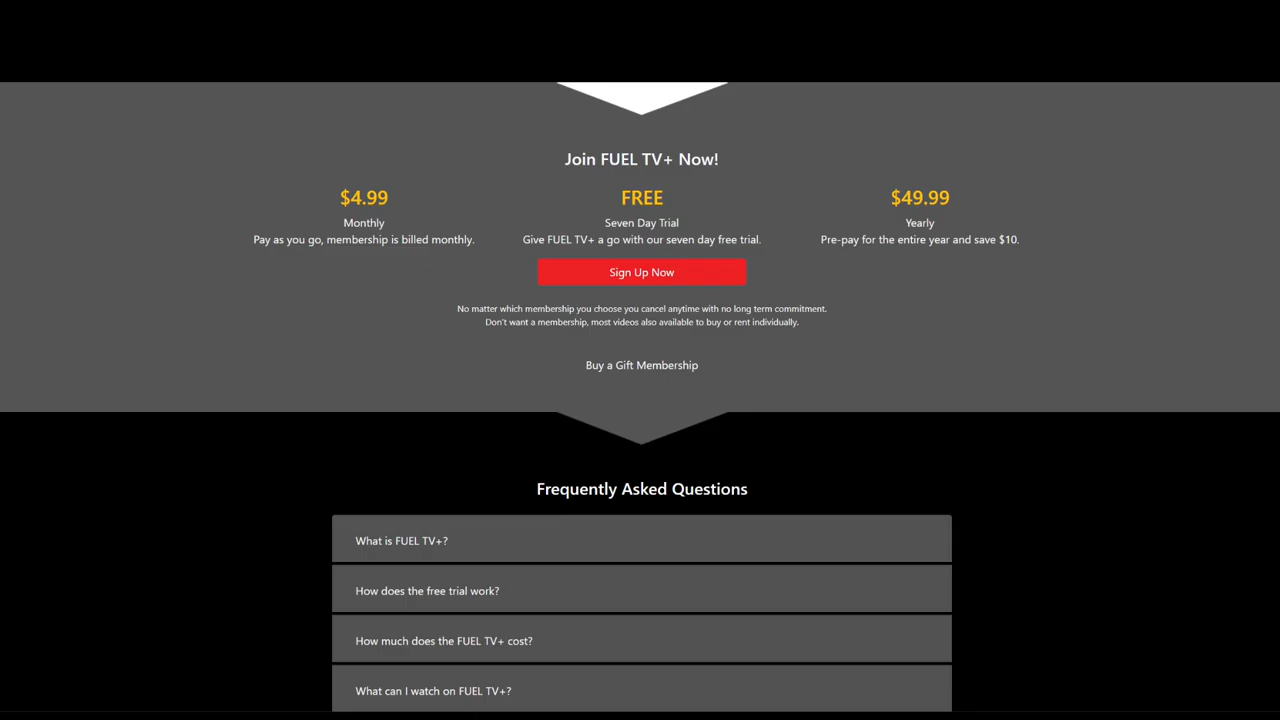 Join FUEL TV+ Now!
$4.99
Monthly
Pay as you go, membership is billed monthly.
FREE
Seven Day Trial
Give FUEL TV+ a go with our seven day free trial.
$49.99
Yearly
Pre-pay for the entire year and save $10.
Sign Up Now
No matter which membership you choose you cancel anytime with no long term commitment.
Don't want a membership, most videos also available to buy or rent individually.
Buy a Gift Membership
Frequently Asked Questions
What is FUEL TV+?
How does the free trial work?
How much does the FUEL TV+ cost?
What can I watch on FUEL TV+?